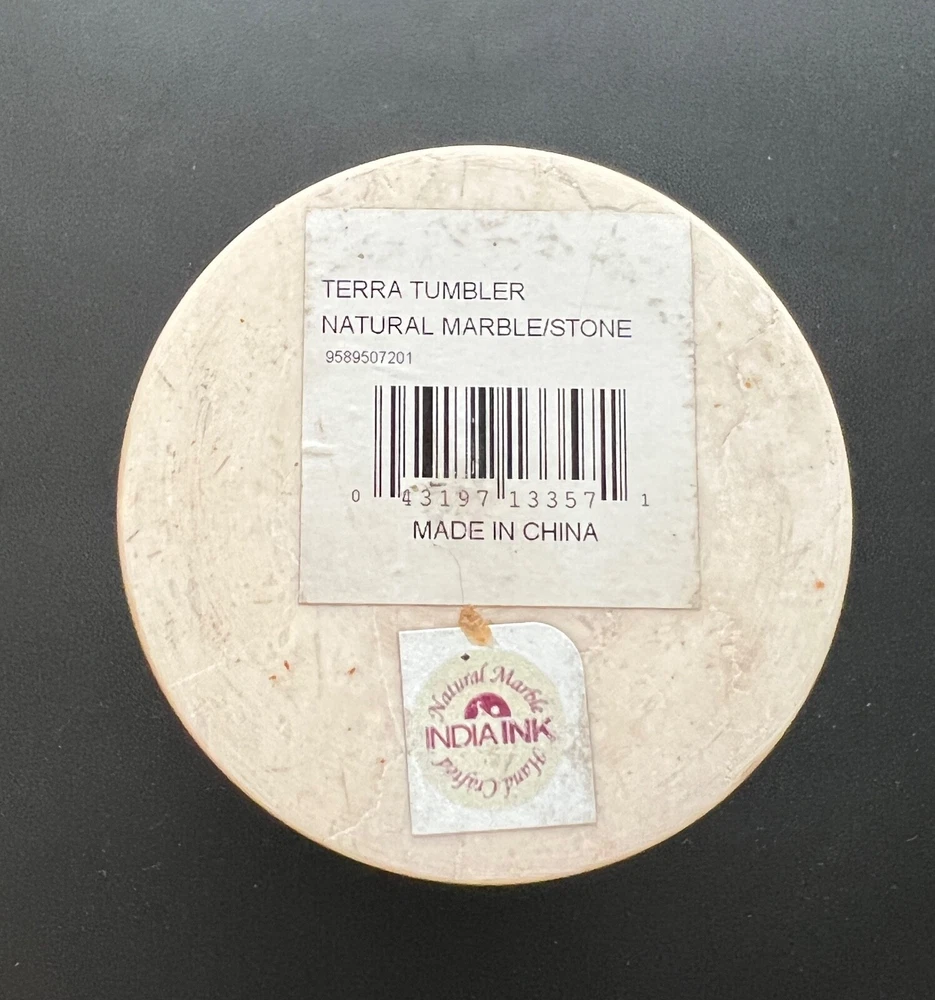 TERRA TUMBLER
NATURAL MARBLE/STONE
9589507201
0 43197 13357 1
MADE IN CHINA
Natural Marble
INDIA INK
Hand Crafted